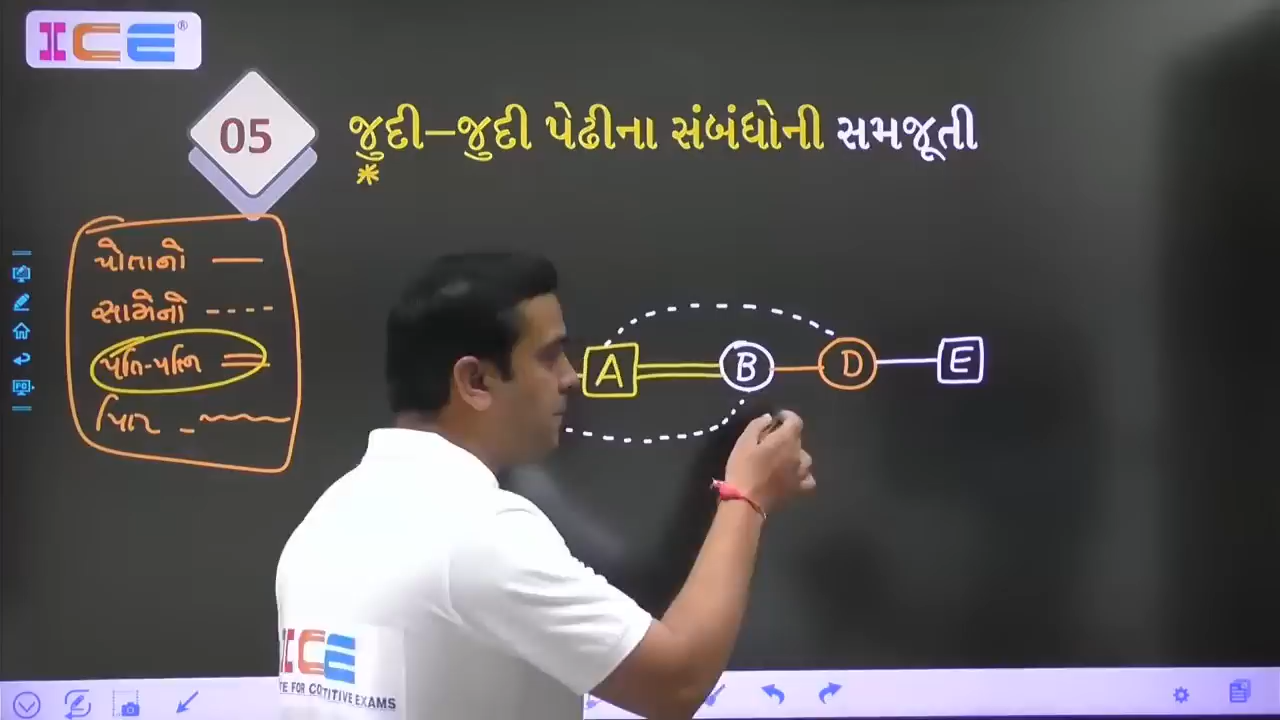 ICE®
05
જુદી–જુદી પેઢીના સંબંધોની સમજૂતી
*
પોતાનો
સામેનો
પતિ-પત્ની
A B D E
ICE
TE FOR COTITIVE EXAMS